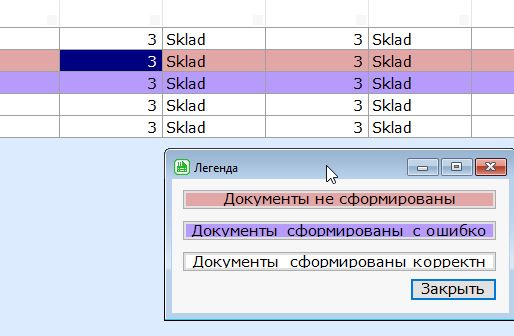 3 Sklad 3 Sklad
3 Sklad 3 Sklad
3 Sklad 3 Sklad
3 Sklad 3 Sklad
3 Sklad 3 Sklad
Легенда
Документы не сформированы
Документы сформированы с ошибко
Документы сформированы корректн
Закрыть